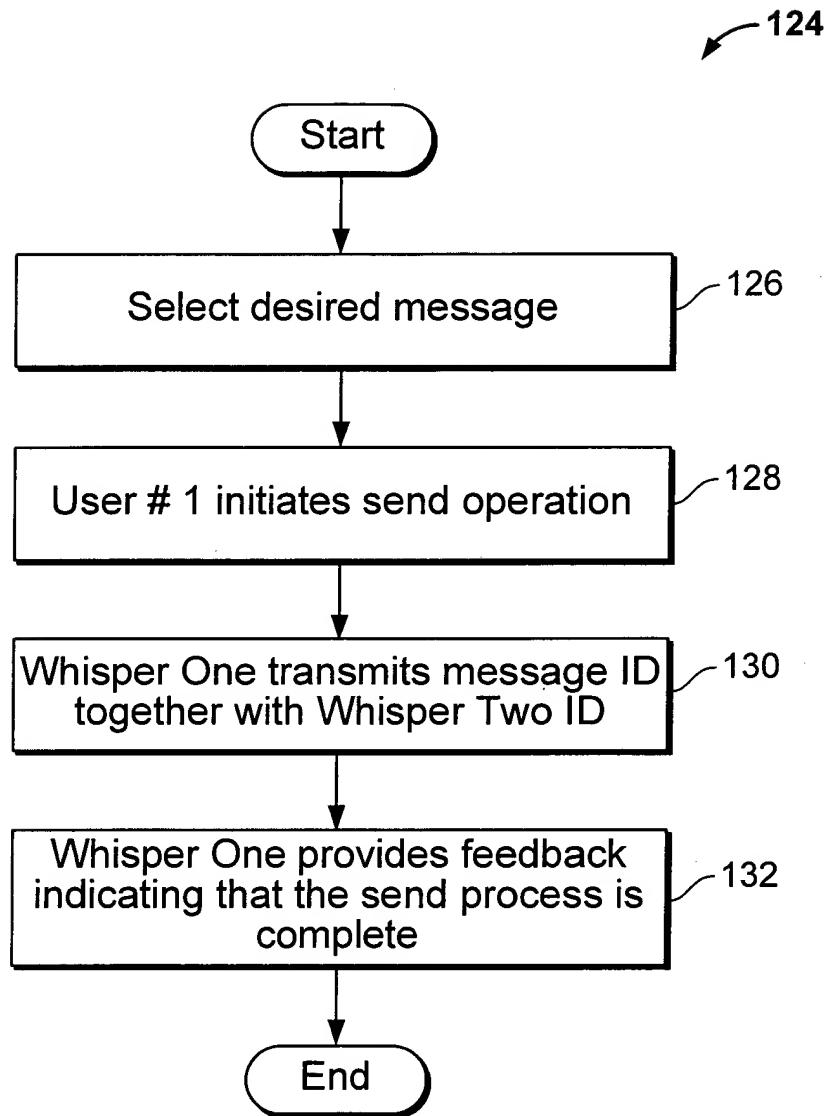 124
Start
Select desired message
126
User # 1 initiates send operation
128
Whisper One transmits message ID
together with Whisper Two ID
130
Whisper One provides feedback
indicating that the send process is
complete
132
End